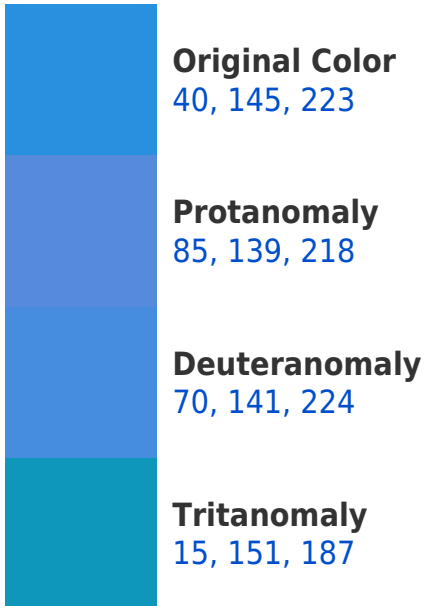 Original Color
40, 145, 223
Protanomaly
85, 139, 218
Deuteranomaly
70, 141, 224
Tritanomaly
15, 151, 187